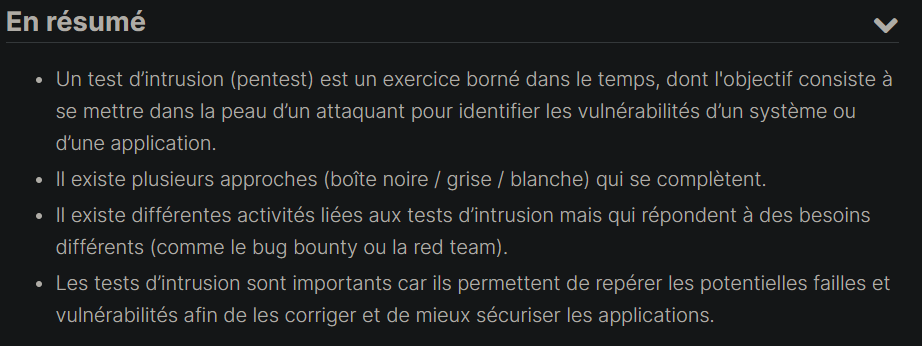 En résumé
• Un test d’intrusion (pentest) est un exercice borné dans le temps, dont l'objectif consiste à
se mettre dans la peau d’un attaquant pour identifier les vulnérabilités d’un système ou
d’une application.
• Il existe plusieurs approches (boîte noire / grise / blanche) qui se complètent.
• Il existe différentes activités liées aux tests d’intrusion mais qui répondent à des besoins
différents (comme le bug bounty ou la red team).
• Les tests d’intrusion sont importants car ils permettent de repérer les potentielles failles et
vulnérabilités afin de les corriger et de mieux sécuriser les applications.